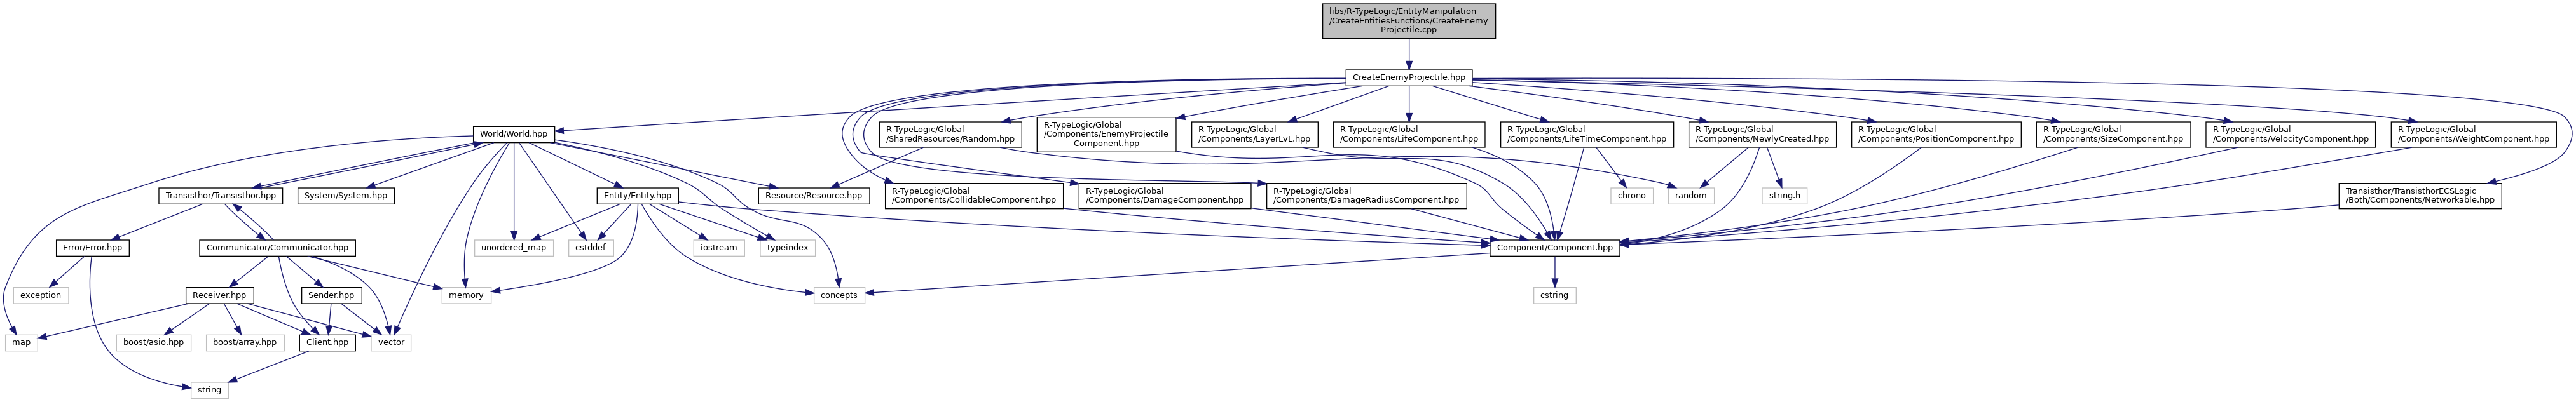 libs/R-TypeLogic/EntityManipulation
/CreateEntitiesFunctions/CreateEnemy
Projectile.cpp
CreateEnemyProjectile.hpp
World/World.hpp
R-TypeLogic/Global
/SharedResources/Random.hpp
R-TypeLogic/Global
/Components/EnemyProjectile
Component.hpp
R-TypeLogic/Global
/Components/LayerLvL.hpp
R-TypeLogic/Global
/Components/LifeComponent.hpp
R-TypeLogic/Global
/Components/LifeTimeComponent.hpp
R-TypeLogic/Global
/Components/NewlyCreated.hpp
R-TypeLogic/Global
/Components/PositionComponent.hpp
R-TypeLogic/Global
/Components/SizeComponent.hpp
R-TypeLogic/Global
/Components/VelocityComponent.hpp
R-TypeLogic/Global
/Components/WeightComponent.hpp
Transisthor/Transisthor.hpp
System/System.hpp
Entity/Entity.hpp
Resource/Resource.hpp
R-TypeLogic/Global
/Components/CollidableComponent.hpp
R-TypeLogic/Global
/Components/DamageComponent.hpp
R-TypeLogic/Global
/Components/DamageRadiusComponent.hpp
chrono
random
string.h
Transisthor/TransisthorECSLogic
/Both/Components/Networkable.hpp
Error/Error.hpp
Communicator/Communicator.hpp
unordered_map
cstddef
iostream
typeindex
Component/Component.hpp
exception
Receiver.hpp
Sender.hpp
memory
concepts
cstring
map
boost/asio.hpp
boost/array.hpp
Client.hpp
vector
string